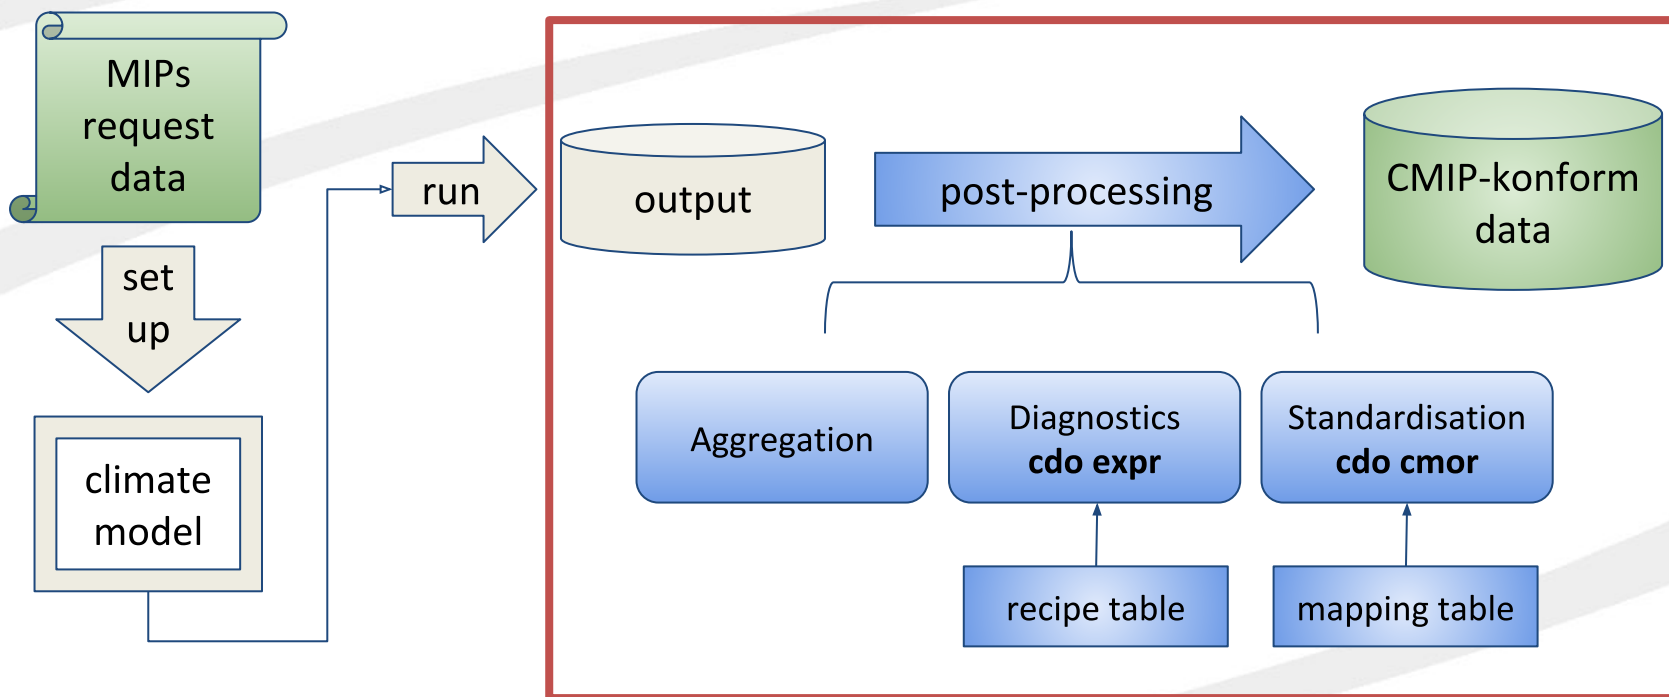 MIPs
request
data
set
up
climate
model
run
output
post-processing
CMIP-konform
data
Aggregation
Diagnostics
cdo expr
Standardisation
cdo cmor
recipe table
mapping table